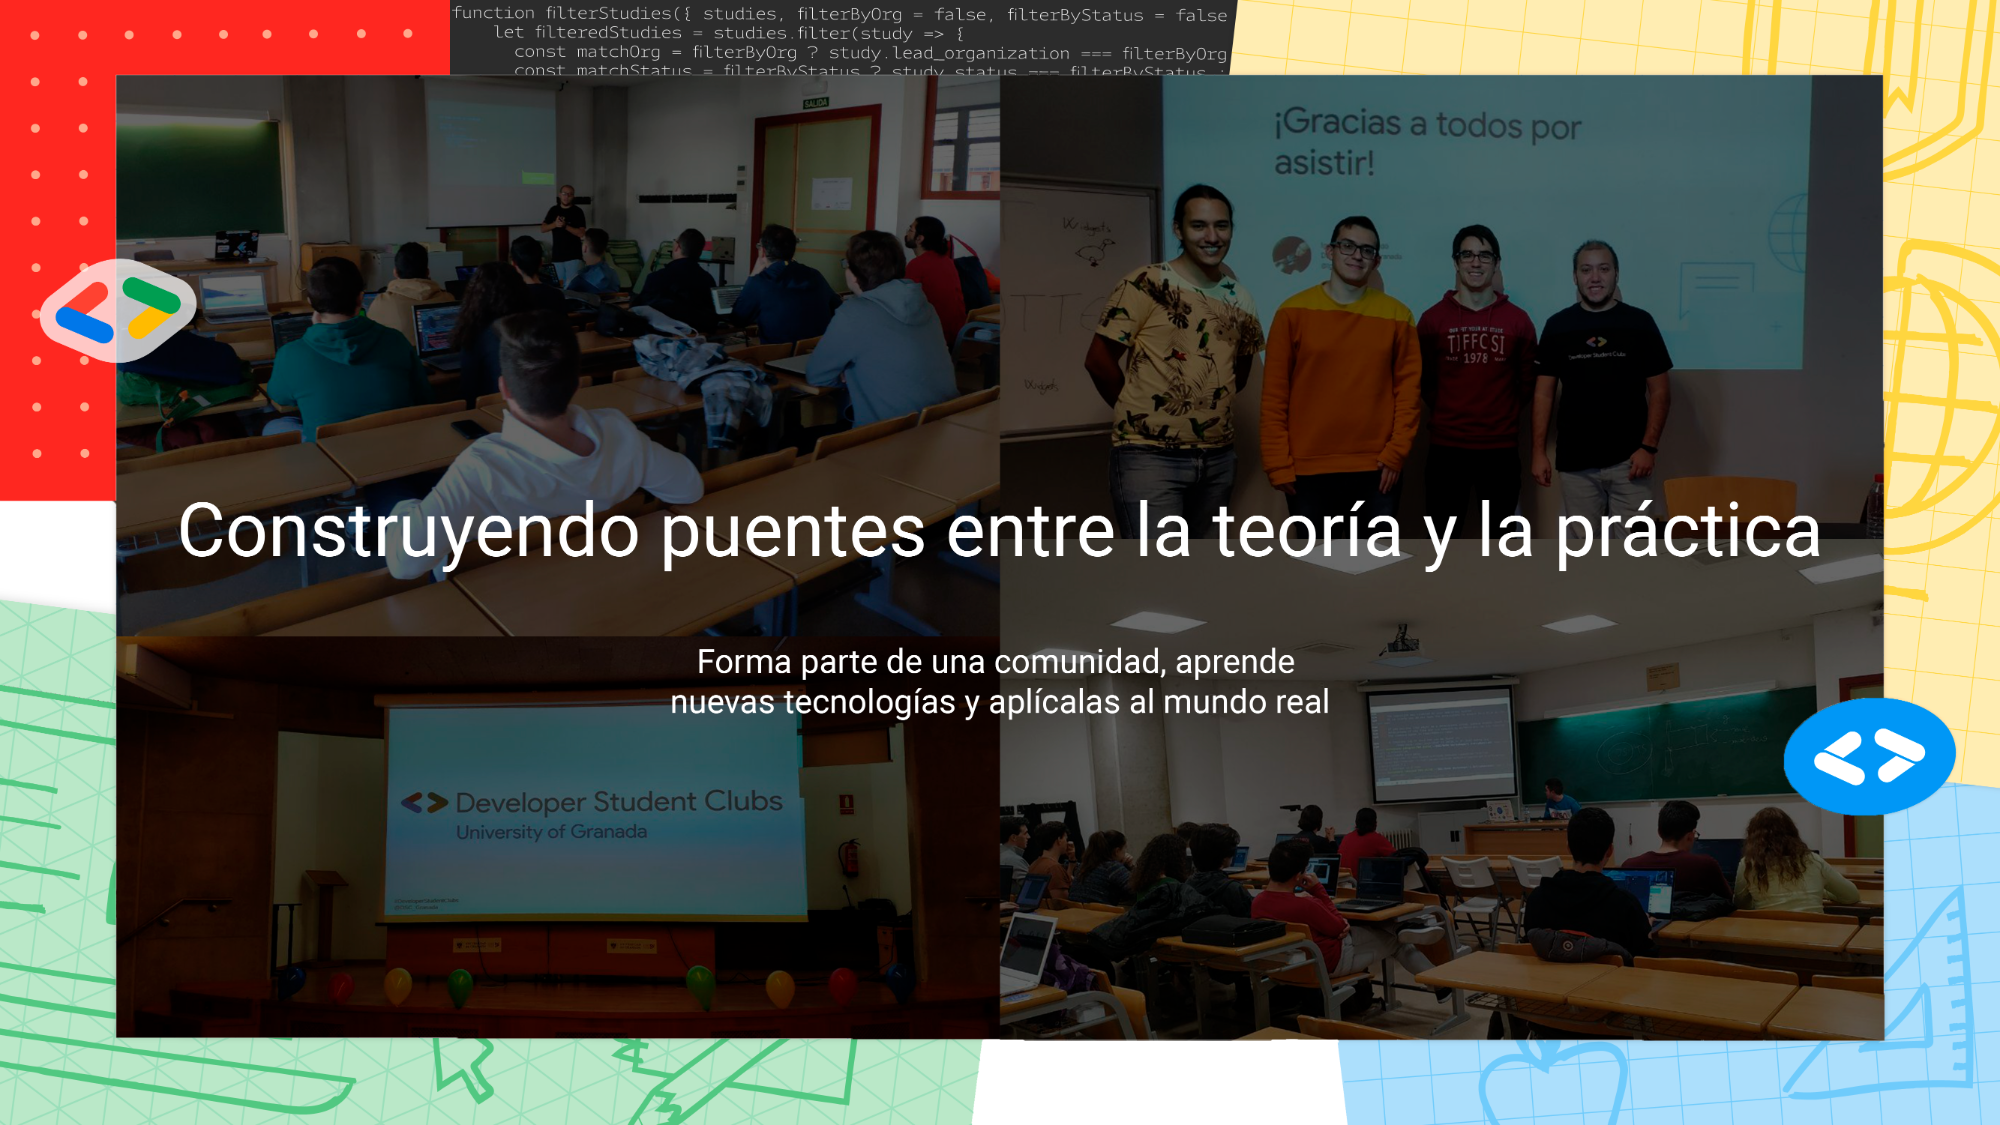 function filterStudies({ studies, filterByOrg = false, filterByStatus = false
let filteredStudies = studies.filter(study => {
const matchOrg = filterByOrg ? study.lead_organization === filterByOrg
const matchStatus = filterByStatus ? study.status === filterByStatus
SALIDA
¡Gracias a todos por
asistir!
Widgets
Widgets
TIFFCSI
1978
Developer Student Clubs
Construyendo puentes entre la teoría y la práctica
Forma parte de una comunidad, aprende
nuevas tecnologías y aplícalas al mundo real
Developer Student Clubs
University of Granada